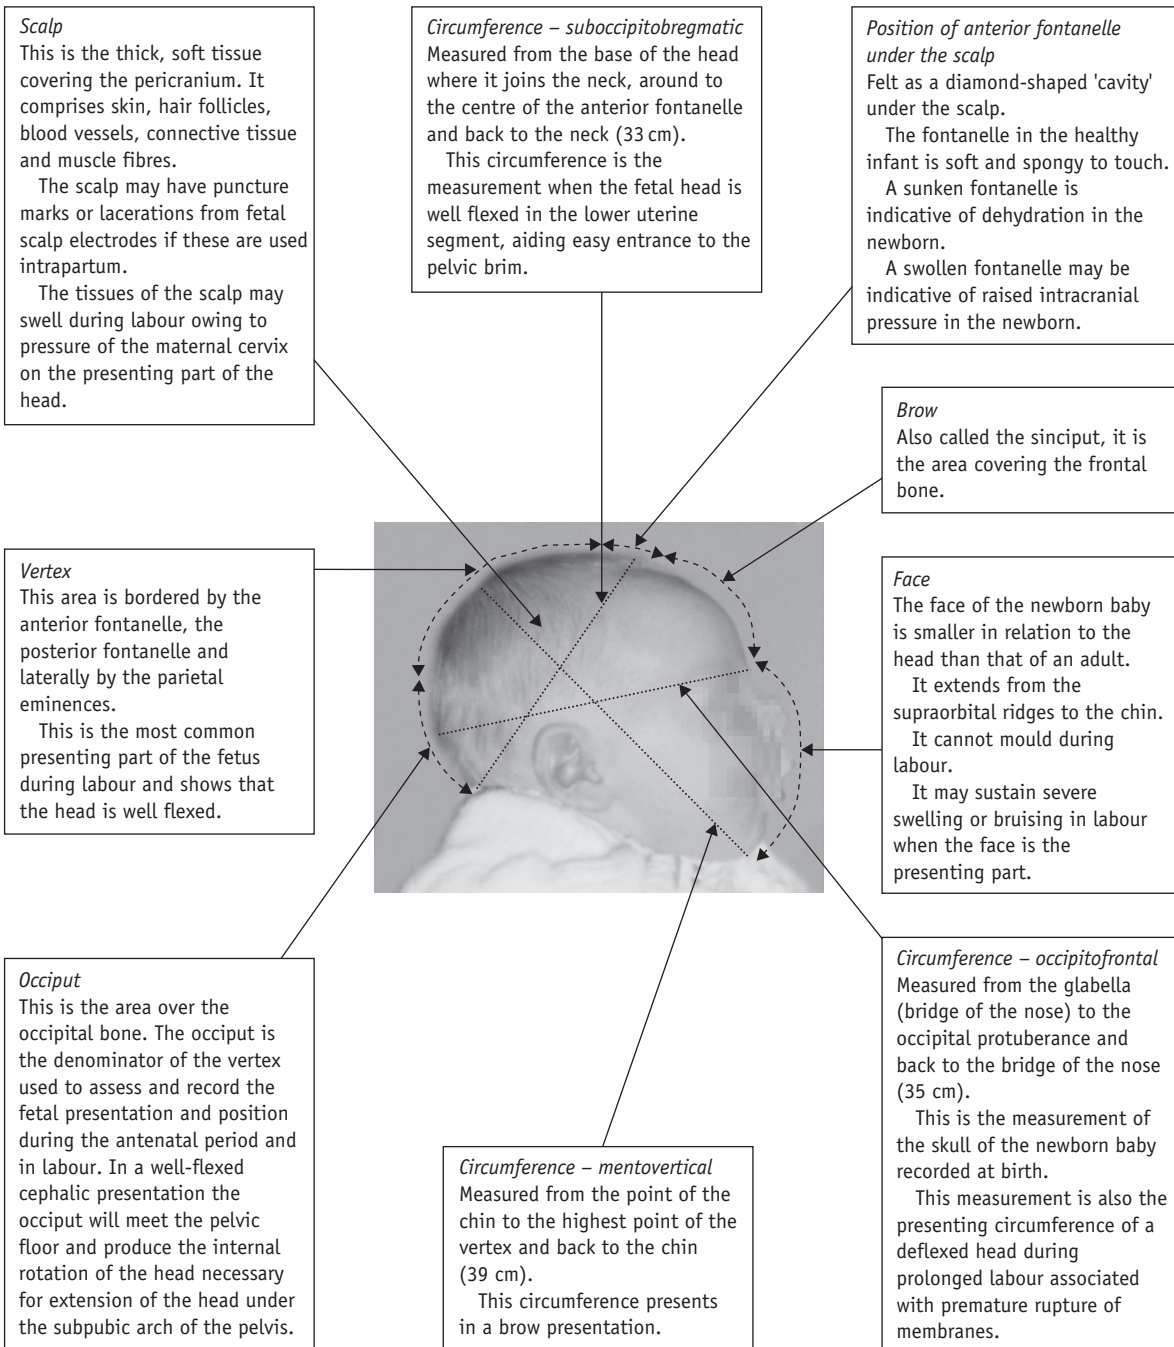 Scalp
This is the thick, soft tissue
covering the pericranium. It
comprises skin, hair follicles,
blood vessels, connective tissue
and muscle fibres.
The scalp may have puncture
marks or lacerations from fetal
scalp electrodes if these are used
intrapartum.
The tissues of the scalp may
swell during labour owing to
pressure of the maternal cervix
on the presenting part of the
head.
Circumference – suboccipitobregmatic
Measured from the base of the head
where it joins the neck, around to
the centre of the anterior fontanelle
and back to the neck (33 cm).
This circumference is the
measurement when the fetal head is
well flexed in the lower uterine
segment, aiding easy entrance to the
pelvic brim.
Position of anterior fontanelle
under the scalp
Felt as a diamond-shaped 'cavity'
under the scalp.
The fontanelle in the healthy
infant is soft and spongy to touch.
A sunken fontanelle is
indicative of dehydration in the
newborn.
A swollen fontanelle may be
indicative of raised intracranial
pressure in the newborn.
Brow
Also called the sinciput, it is
the area covering the frontal
bone.
Vertex
This area is bordered by the
anterior fontanelle, the
posterior fontanelle and
laterally by the parietal
eminences.
This is the most common
presenting part of the fetus
during labour and shows that
the head is well flexed.
Face
The face of the newborn baby
is smaller in relation to the
head than that of an adult.
It extends from the
supraorbital ridges to the chin.
It cannot mould during
labour.
It may sustain severe
swelling or bruising in labour
when the face is the
presenting part.
Occiput
This is the area over the
occipital bone. The occiput is
the denominator of the vertex
used to assess and record the
fetal presentation and position
during the antenatal period and
in labour. In a well-flexed
cephalic presentation the
occiput will meet the pelvic
floor and produce the internal
rotation of the head necessary
for extension of the head under
the subpubic arch of the pelvis.
Circumference – mentovertical
Measured from the point of the
chin to the highest point of the
vertex and back to the chin
(39 cm).
This circumference presents
in a brow presentation.
Circumference – occipitofrontal
Measured from the glabella
(bridge of the nose) to the
occipital protuberance and
back to the bridge of the nose
(35 cm).
This is the measurement of
the skull of the newborn baby
recorded at birth.
This measurement is also the
presenting circumference of a
deflexed head during
prolonged labour associated
with premature rupture of
membranes.